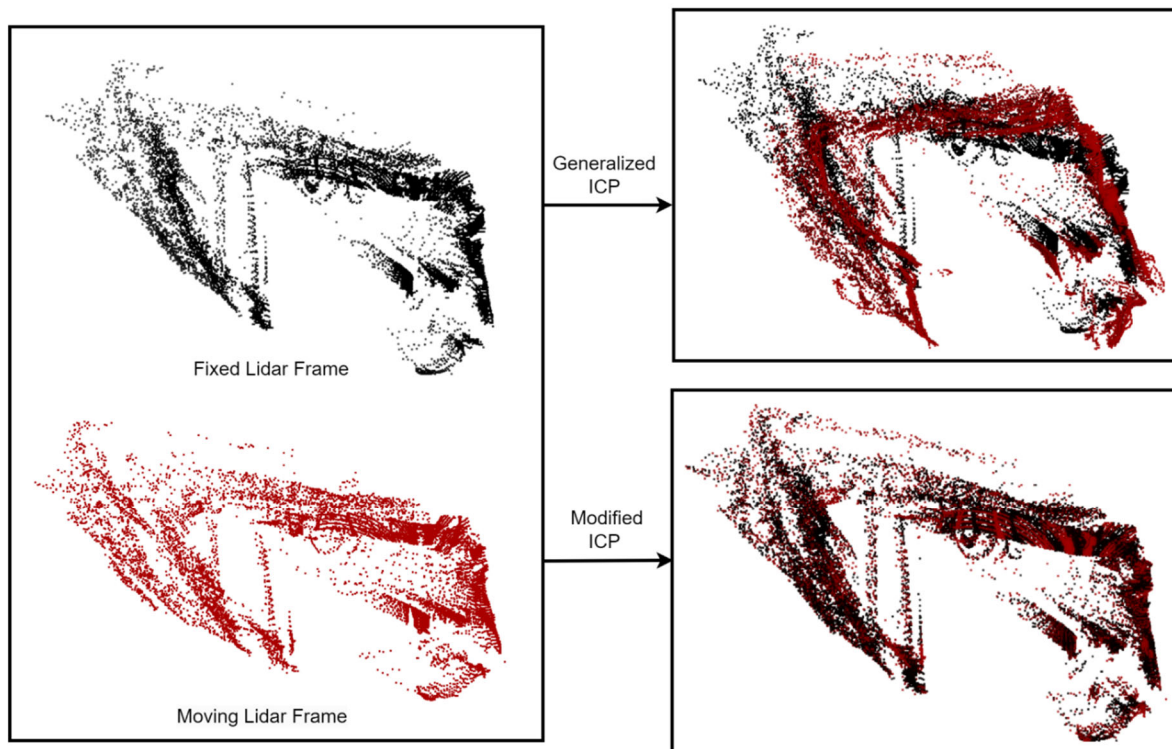 Fixed Lidar Frame
Moving Lidar Frame
Generalized
ICP
Modified
ICP